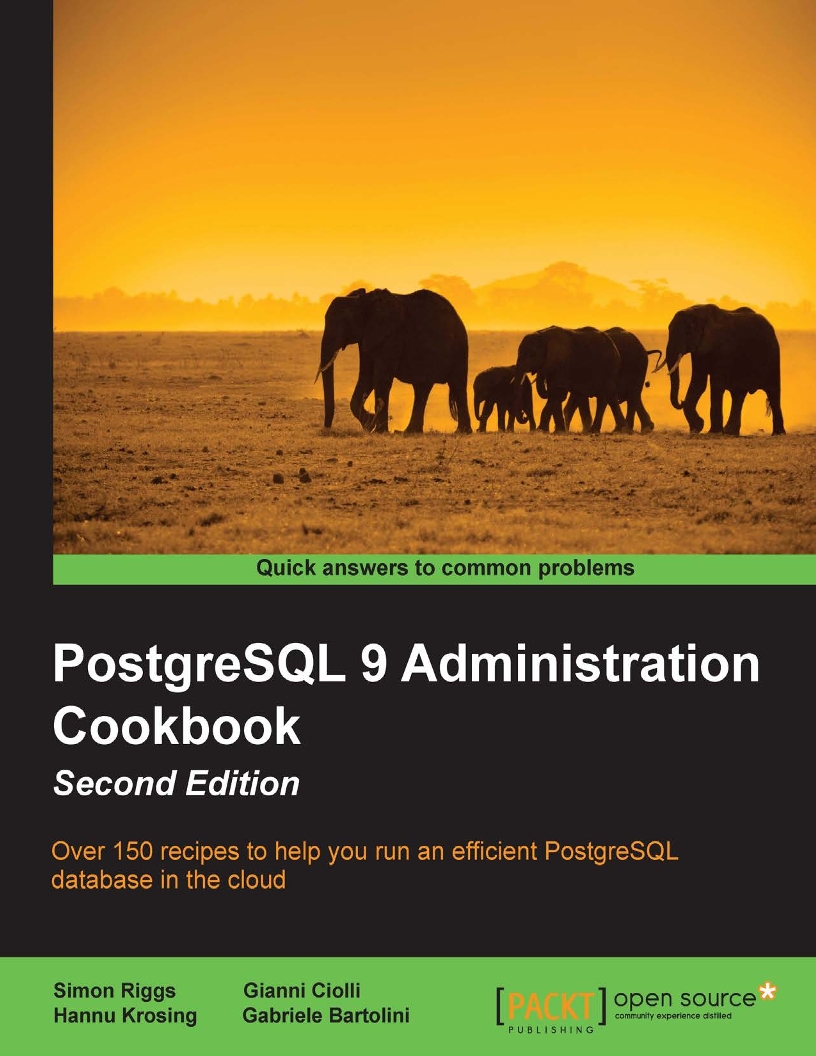 Quick answers to common problems
PostgreSQL 9 Administration
Cookbook
Second Edition
Over 150 recipes to help you run an efficient PostgreSQL
database in the cloud
Simon Riggs Gianni Ciolli
Hannu Krosing Gabriele Bartolini
[PACKT]
PUBLISHING
open source*
community experience distilled